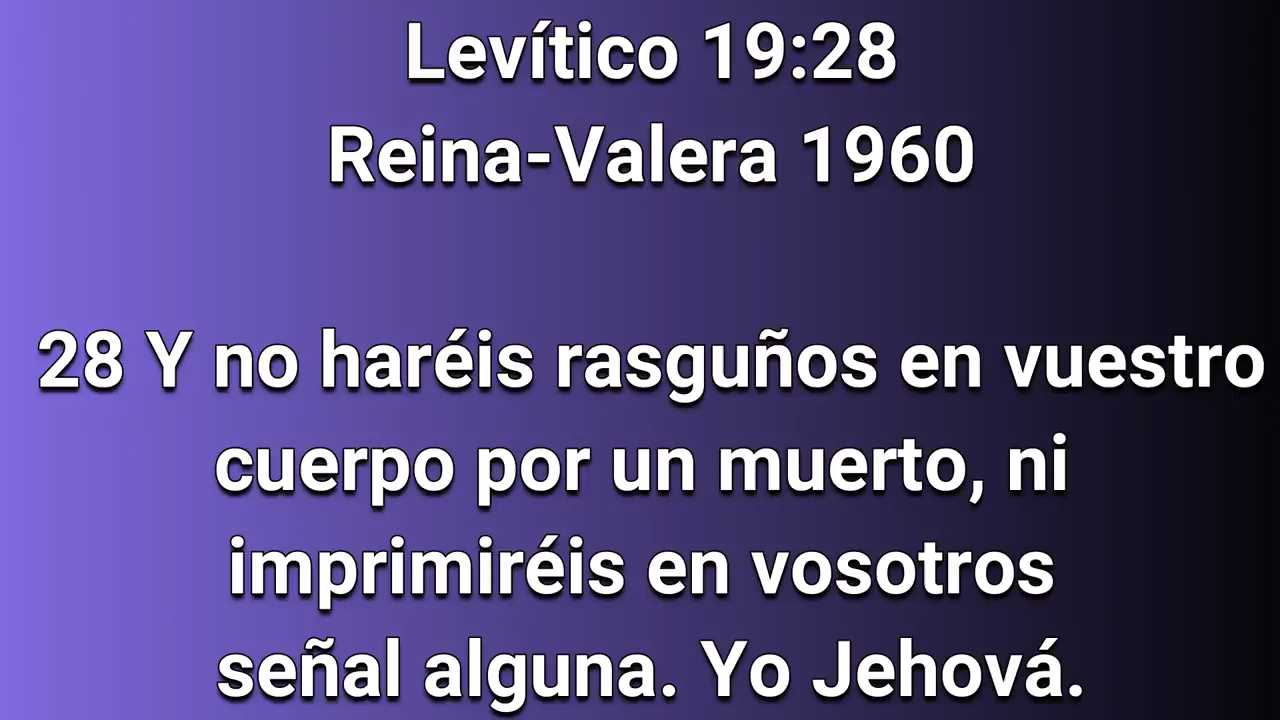 Levítico 19:28
Reina-Valera 1960
28 Y no haréis rasguños en vuestro
cuerpo por un muerto, ni
imprimiréis en vosotros
señal alguna. Yo Jehová.